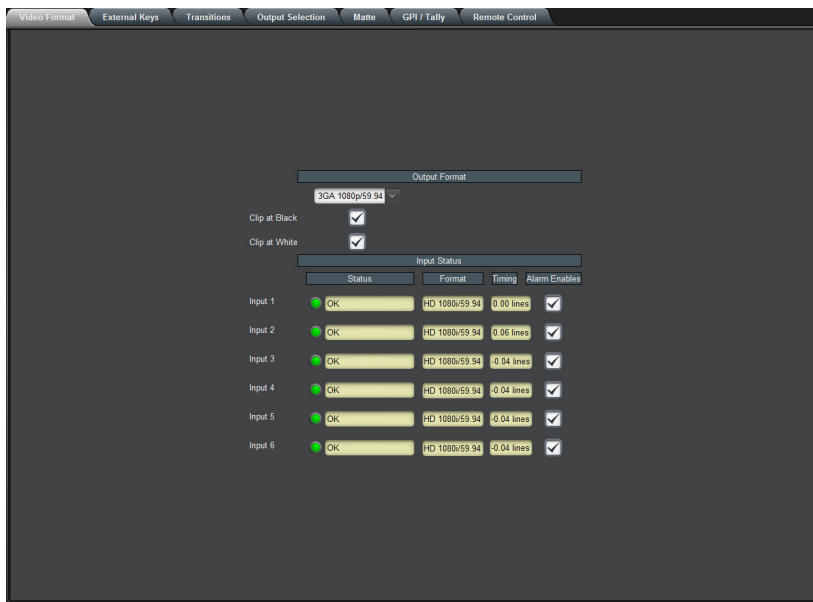 Video Format External Keys Transitions Output Selection Matte GPI / Tally Remote Control
Output Format
3GA 1080p/59.94
Clip at Black
Clip at White
Input Status
Status Format Timing Alarm Enables
Input 1 OK HD 1080i/59.94 0.00 lines
Input 2 OK HD 1080i/59.94 0.06 lines
Input 3 OK HD 1080i/59.94 -0.04 lines
Input 4 OK HD 1080i/59.94 -0.04 lines
Input 5 OK HD 1080i/59.94 -0.04 lines
Input 6 OK HD 1080i/59.94 -0.04 lines